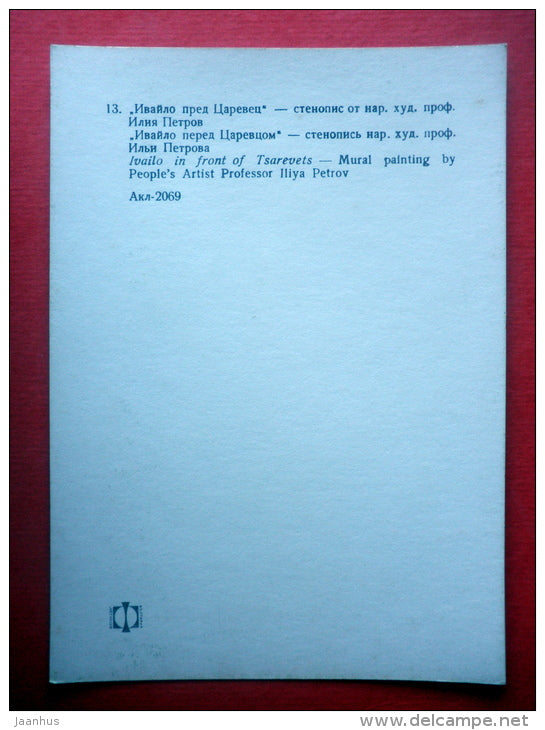 13. „Ивайло пред Царевец“ — стенопис от нар. худ. проф.
Илия Петров
„Ивайло перед Царевцом“ — стенопись нар. худ. проф.
Ильи Петрова
Ivailo in front of Tsarevets — Mural painting by
People's Artist Professor Iliya Petrov
Акл-2069
jaanhus
www.delcampe.net